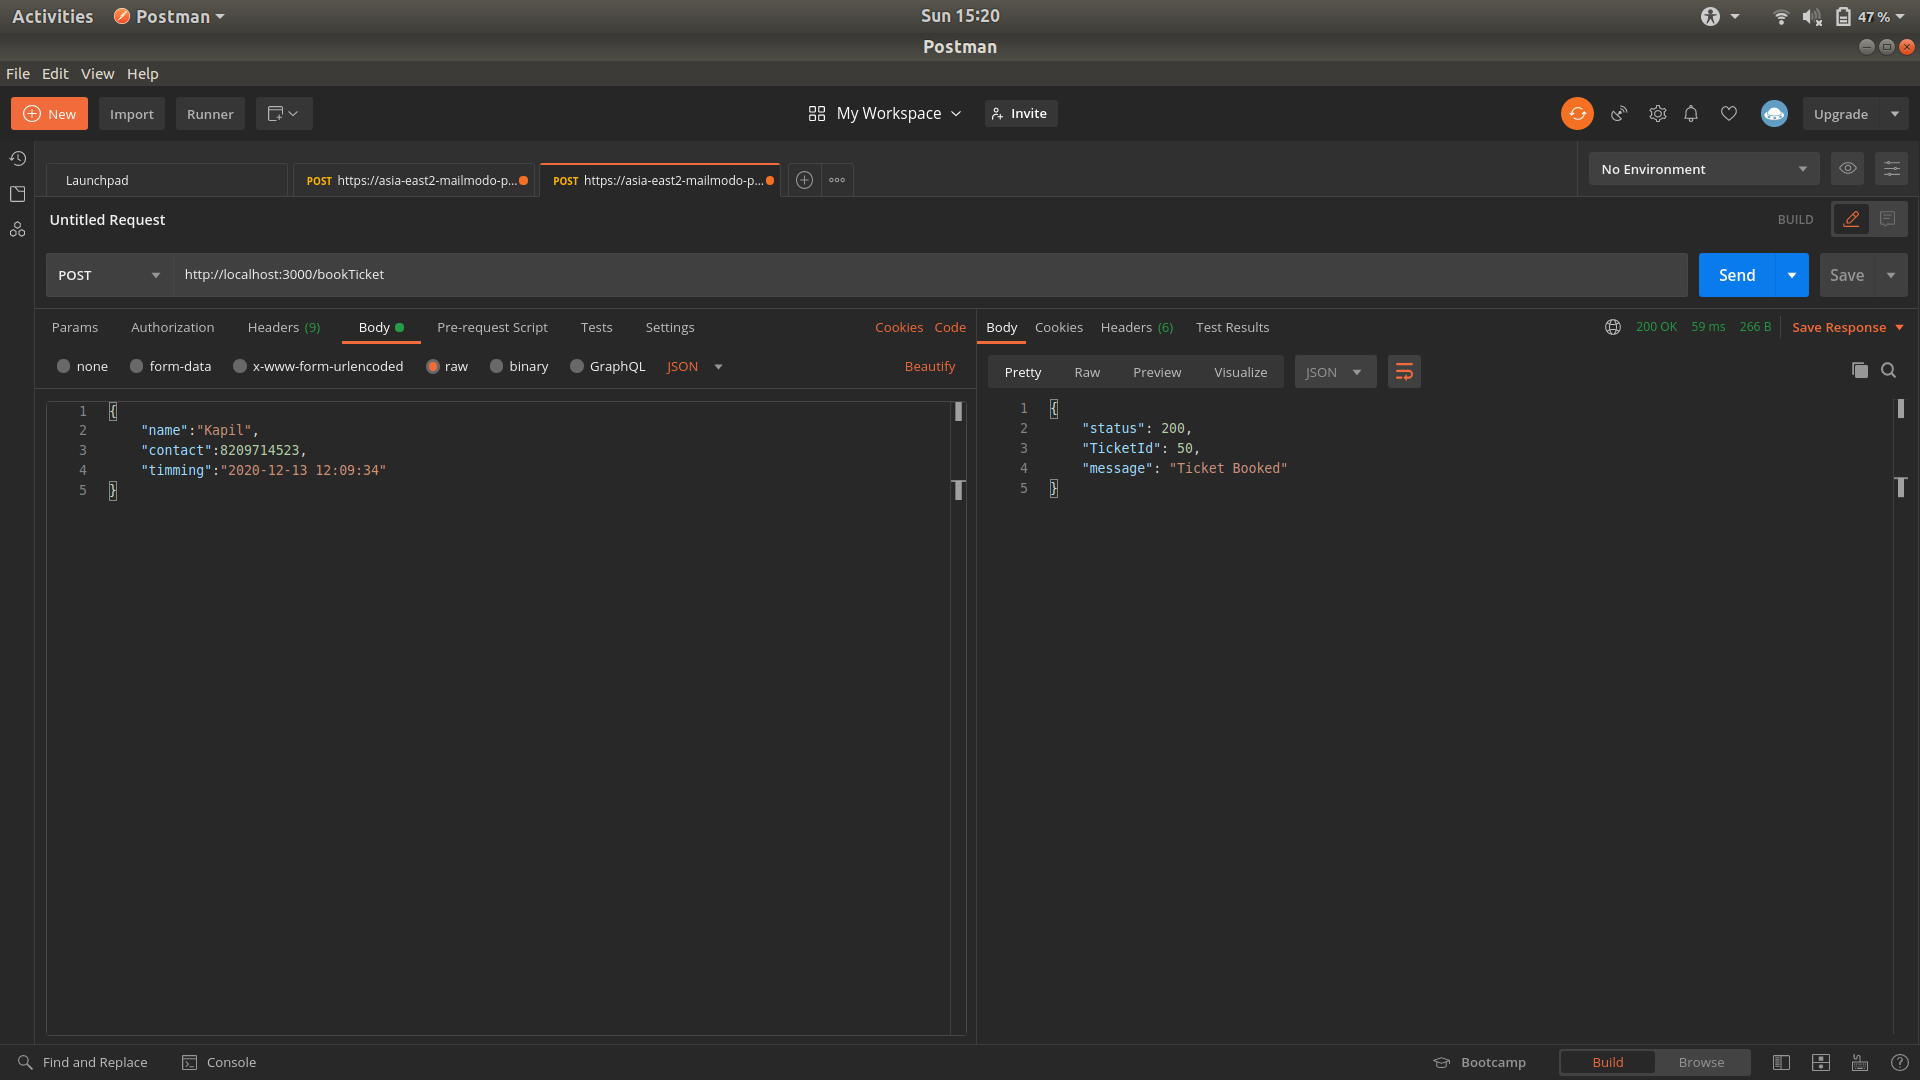 Activities Postman Sun 15:20 47 %
Postman
File Edit View Help
New Import Runner My Workspace Invite Upgrade
Launchpad POST https://asia-east2-mailmodo-p... POST https://asia-east2-mailmodo-p... No Environment
Untitled Request BUILD
POST http://localhost:3000/bookTicket Send Save
Params Authorization Headers (9) Body Pre-request Script Tests Settings Cookies Code
none form-data x-www-form-urlencoded raw binary GraphQL JSON Beautify
1 {
2 "name":"Kapil",
3 "contact":8209714523,
4 "timming":"2020-12-13 12:09:34"
5 }
Body Cookies Headers (6) Test Results 200 OK 59 ms 266 B Save Response
Pretty Raw Preview Visualize JSON
1 {
2 "status": 200,
3 "TicketId": 50,
4 "message": "Ticket Booked"
5 }
Find and Replace Console Bootcamp Build Browse